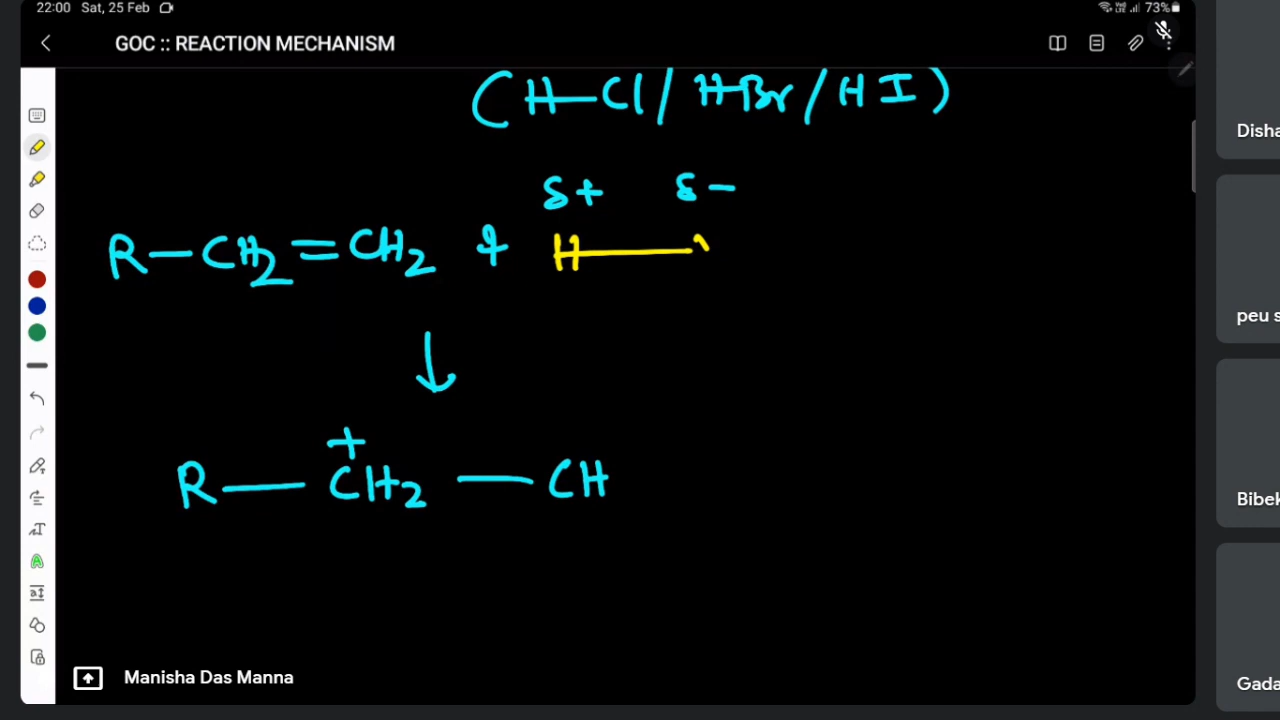 22:00 Sat, 25 Feb 73%
GOC :: REACTION MECHANISM
(H—Cl / HBr / HI)
δ+ δ−
R—CH₂=CH₂ + H—
↓
+
R—CH₂—CH
Manisha Das Manna
Disha
peu s
Bibek
Gada